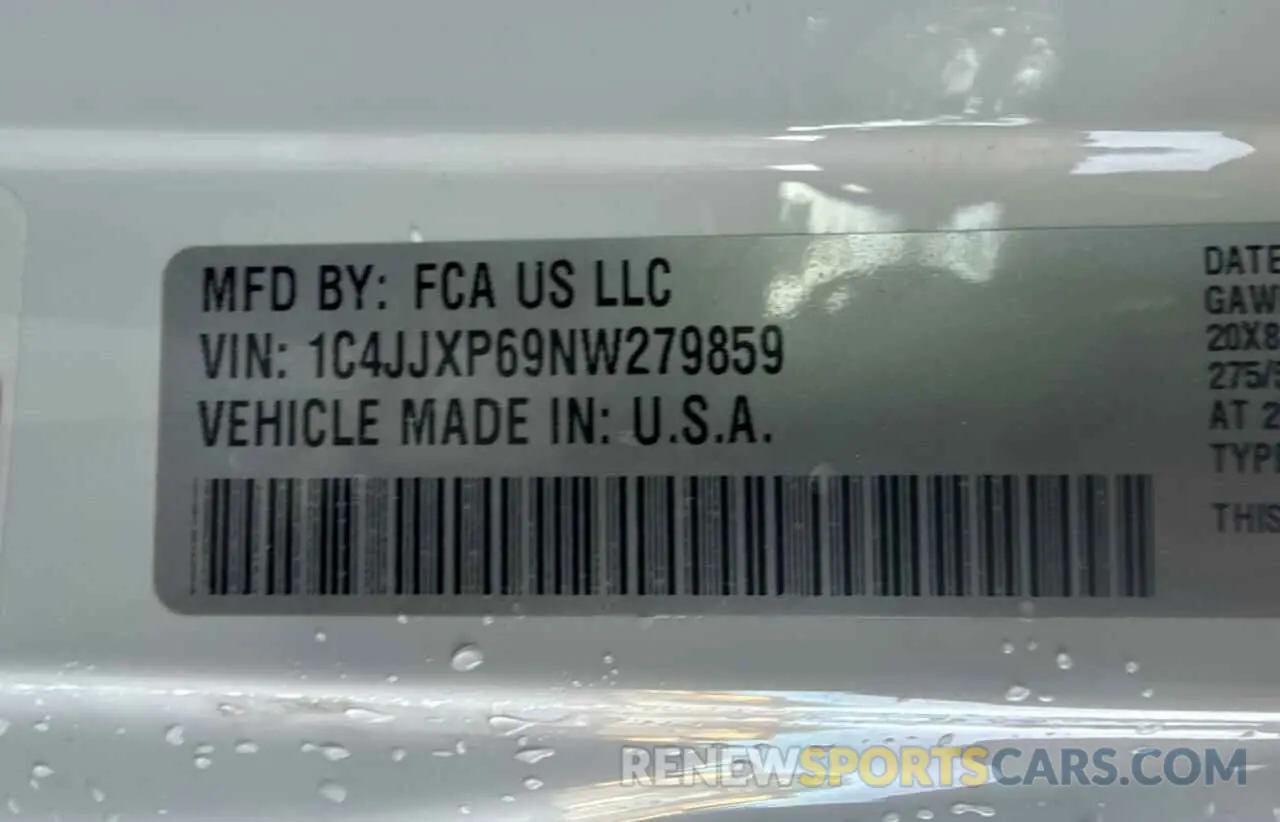 MFD BY: FCA US LLC
VIN: 1C4JJXP69NW279859
VEHICLE MADE IN: U.S.A.
DATE
GAW
20X8
275/
AT 2
TYP
THIS
RENEWSPORTSCARS.COM